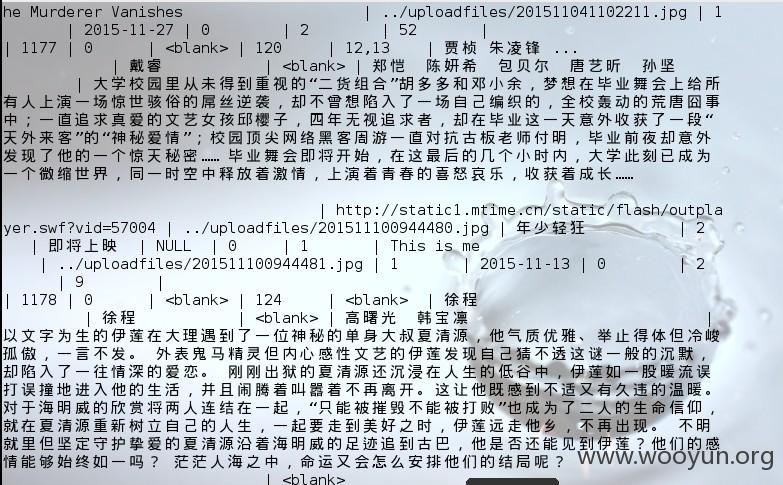 he Murderer Vanishes | ../uploadfiles/201511041102211.jpg | 1
| 2015-11-27 | 0 | 2 | 52 |
| 1177 | 0 | <blank> | 120 | 12,13 | 贾桢 朱凌锋 ...
| 戴睿 | <blank> | 郑恺 陈妍希 包贝尔 唐艺昕 孙坚
| 大学校园里从未得到重视的“二货组合”胡多多和邓小余，梦想在毕业舞会上给所
有人上演一场惊世骇俗的屌丝逆袭，却不曾想陷入了一场自己编织的，全校轰动的荒唐囧事
中；一直追求真爱的文艺女孩邱樱子，四年无视追求者，却在毕业这一天意外收获了一段“
天外来客”的“神秘爱情”；校园顶尖网络黑客周游一直对抗古板老师付明，毕业前夜却意外
发现了他的一个惊天秘密…… 毕业舞会即将开始，在这最后的几个小时内，大学此刻已成为
一个微缩世界，同一时空中释放着激情，上演着青春的喜怒哀乐，收获着成长……
| http://static1.mtime.cn/static/flash/outpla
yer.swf?vid=57004 | ../uploadfiles/201511100944480.jpg | 年少轻狂 | 2
| 即将上映 | NULL | 0 | 1 | This is me
| ../uploadfiles/201511100944481.jpg | 1 | 2015-11-13 | 0 | 2
| 9 |
| 1178 | 0 | <blank> | 124 | <blank> | 徐程
| 徐程 | <blank> | 高曙光 韩宝凛 |
以文字为生的伊莲在大理遇到了一位神秘的单身大叔夏清源，他气质优雅、举止得体但冷峻
孤傲，一言不发。 外表鬼马精灵但内心感性文艺的伊莲发现自己猜不透这谜一般的沉默，
却陷入了一往情深的爱恋。 刚刚出狱的夏清源还沉浸在人生的低谷中，伊莲如一股暖流误
打误撞地进入他的生活，并且闹腾着叫嚣着不再离开。这让他既感到不适又有久违的温暖。
对于海明威的欣赏将两人连结在一起，“只能被摧毁不能被打败”也成为了二人的生命信仰，
就在夏清源重新树立自己的人生，一起要走到美好之时，伊莲远走他乡，不再出现。 不明
就里但坚定守护挚爱的夏清源沿着海明威的足迹追到古巴，他是否还能见到伊莲？他们的感
情能够始终如一吗？ 茫茫人海之中，命运又会怎么安排他们的结局呢？
www.wooyun.org
| <blank>